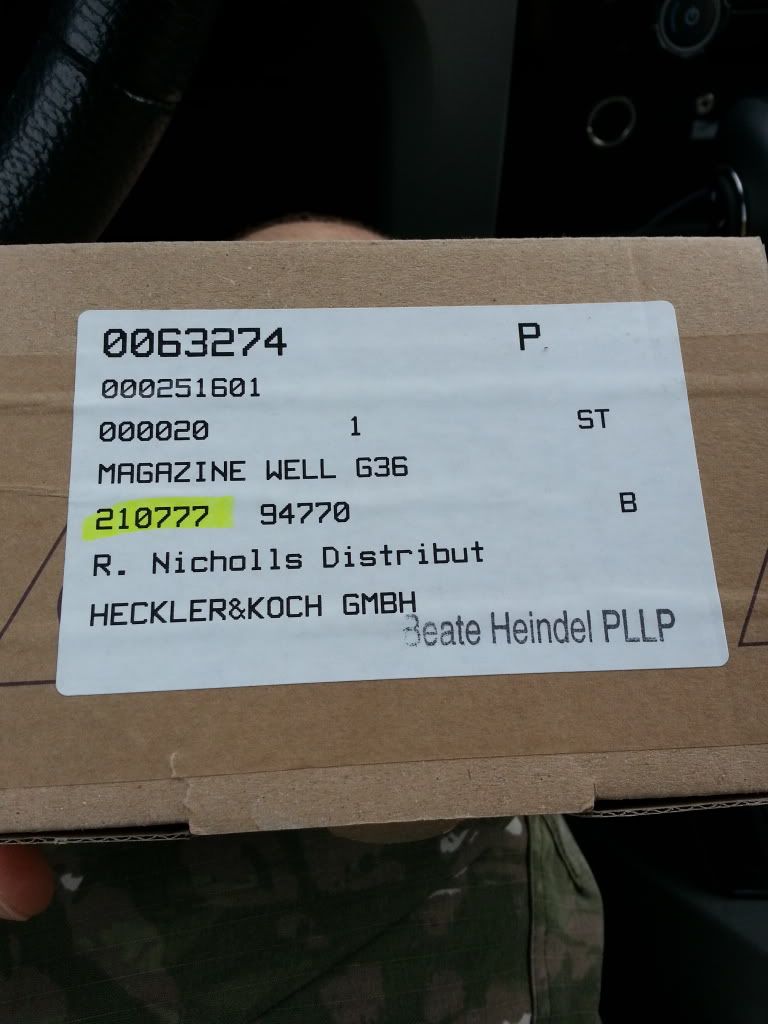 0063274 P
000251601
000020 1 ST
MAGAZINE WELL G36
210777 94770 B
R. Nicholls Distribut
HECKLER&KOCH GMBH
Beate Heindel PLLP